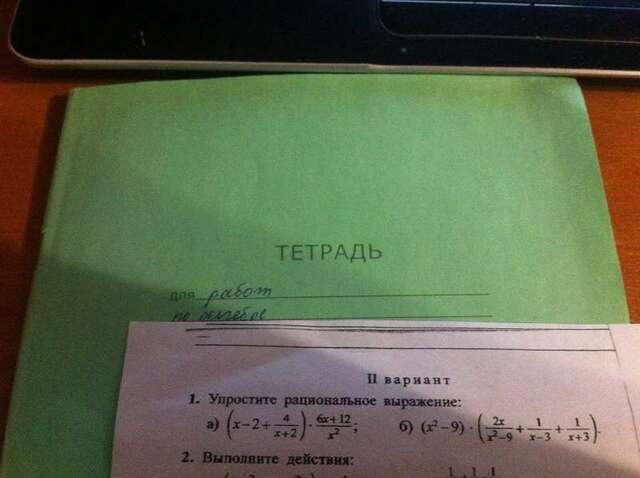 ТЕТРАДЬ
для работ
по алгебре
II вариант
1. Упростите рациональное выражение:
а) (x-2+4/(x+2))·(6x+12)/x²; б) (x²-9)·(2x/(x²-9)+1/(x-3)+1/(x+3)).
2. Выполните действия: